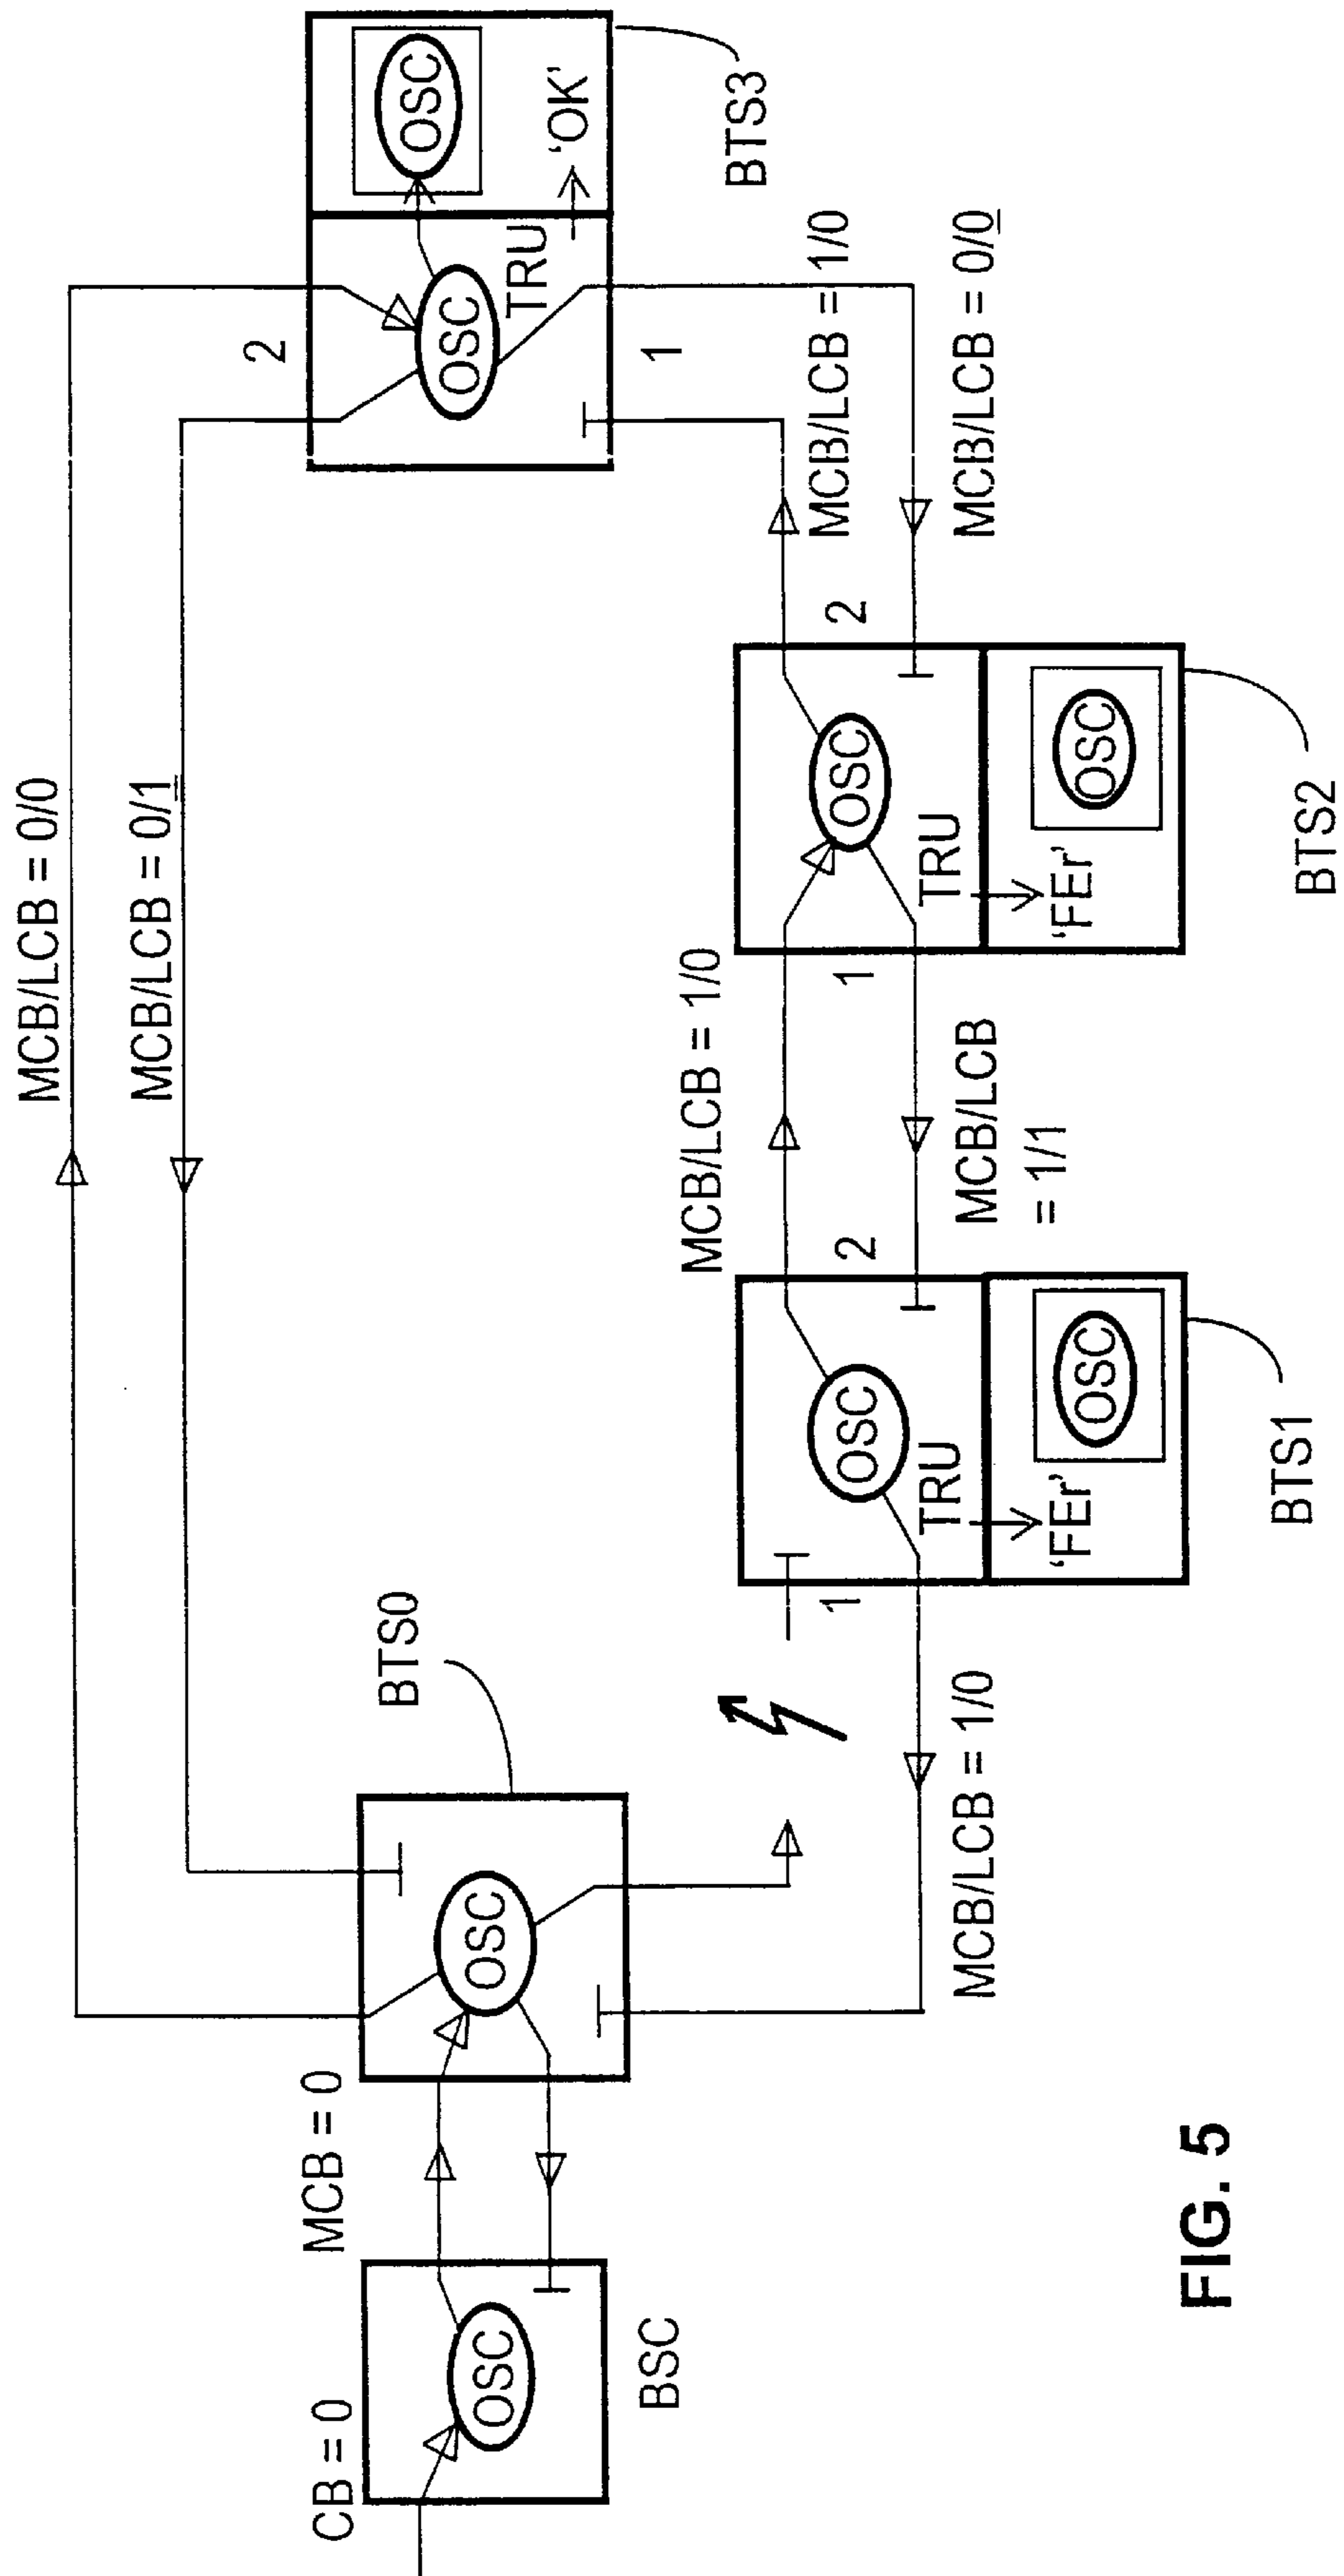 MCB/LCB = 0/0
MCB/LCB = 0/1
CB = 0
OSC
BSC
MCB = 0
OSC
BTS0
2
OSC
TRU
OSC
'OK'
1
BTS3
MCB/LCB = 1/0
MCB/LCB = 0/0
MCB/LCB = 1/0
1
OSC
TRU
'FEr'
OSC
BTS1
2
MCB/LCB = 1/0
MCB/LCB
= 1/1
1
OSC
TRU
'FEr'
OSC
BTS2
2
FIG. 5